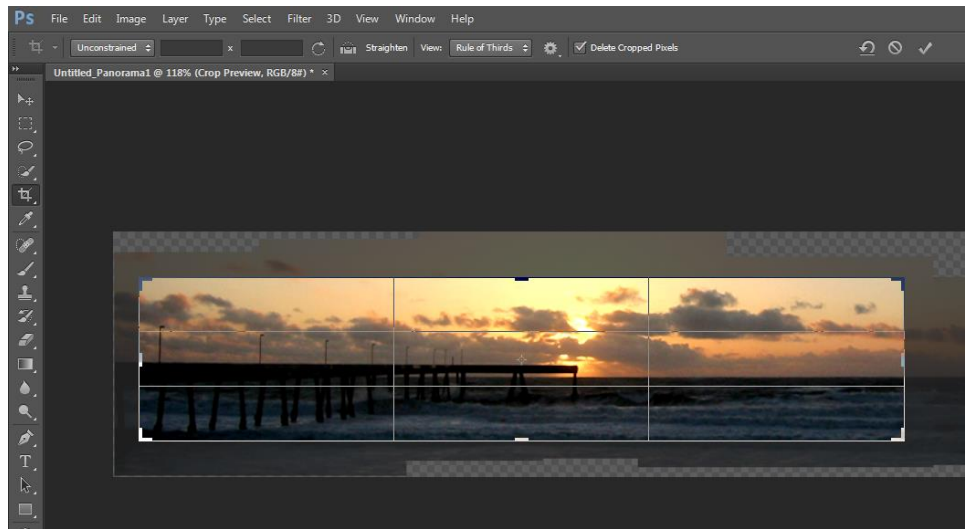 Ps File Edit Image Layer Type Select Filter 3D View Window Help
Unconstrained x Straighten View: Rule of Thirds Delete Cropped Pixels
Untitled_Panorama1 @ 118% (Crop Preview, RGB/8#) * ×
T